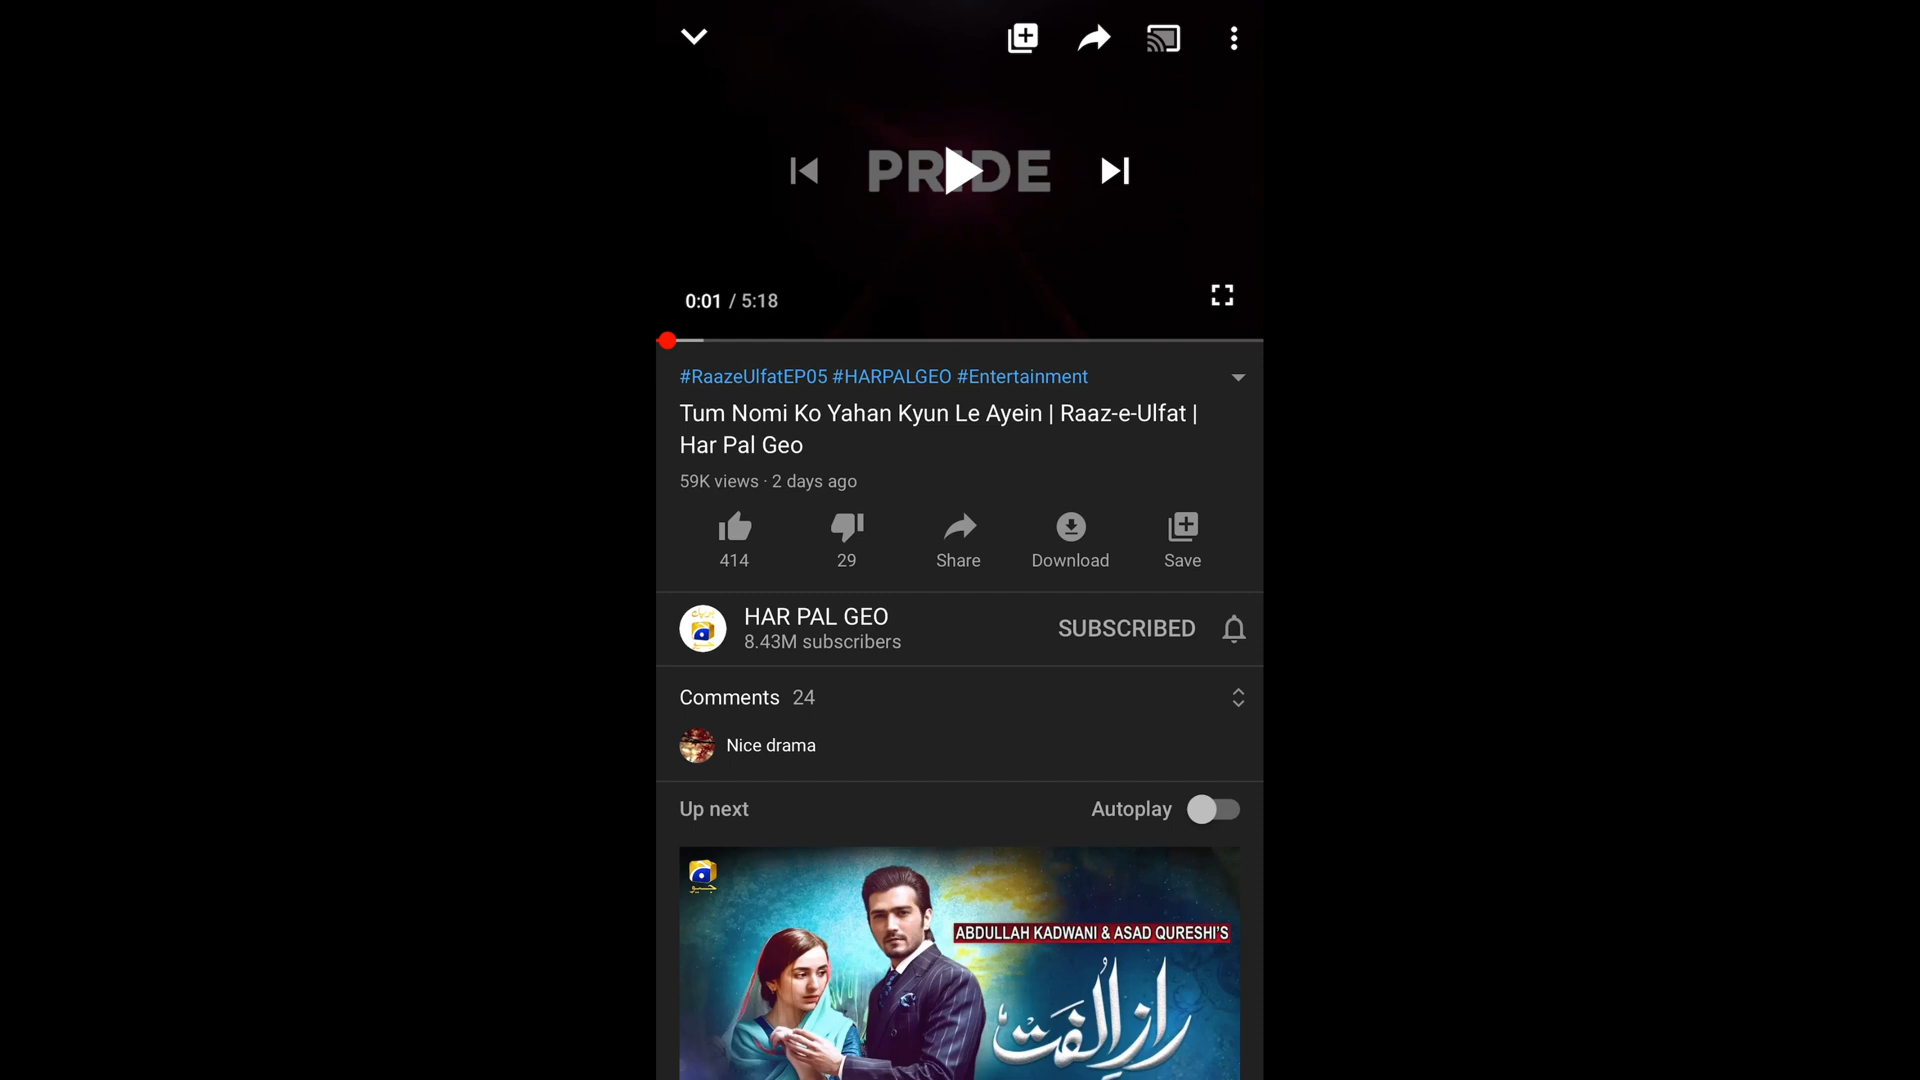 PRIDE
0:01 / 5:18
#RaazeUlfatEP05 #HARPALGEO #Entertainment
Tum Nomi Ko Yahan Kyun Le Ayein | Raaz-e-Ulfat |
Har Pal Geo
59K views · 2 days ago
414 29 Share Download Save
HAR PAL GEO
8.43M subscribers
SUBSCRIBED
Comments 24
Nice drama
Up next Autoplay
ABDULLAH KADWANI & ASAD QURESHI'S
راز الفت